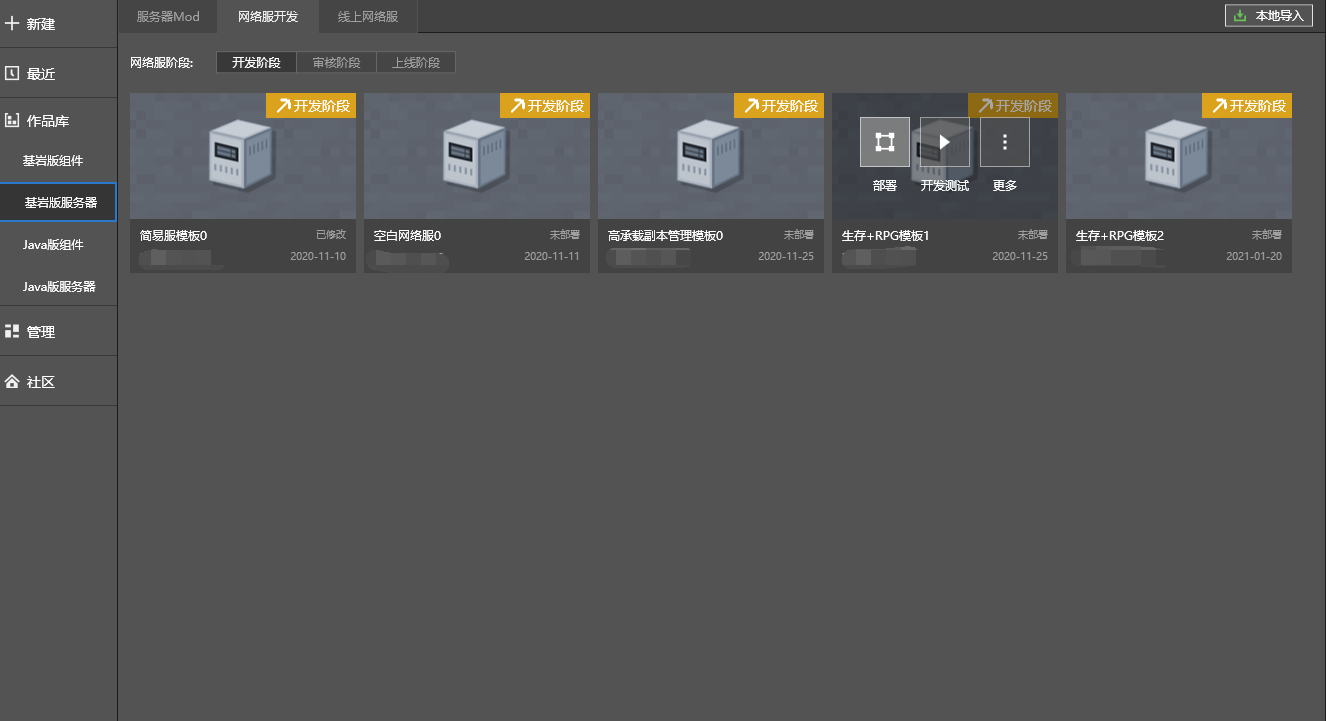 新建
最近
作品库
基岩版组件
基岩版服务器
Java版组件
Java版服务器
管理
社区
服务器Mod 网络服开发 线上网络服 本地导入
网络服阶段: 开发阶段 审核阶段 上线阶段
开发阶段 开发阶段 开发阶段 开发阶段 开发阶段
部署 开发测试 更多
简易服模板0 已修改 空白网络服0 未部署 高承载副本管理模板0 未部署 生存+RPG模板1 未部署 生存+RPG模板2 未部署
2020-11-10 2020-11-11 2020-11-25 2020-11-25 2021-01-20